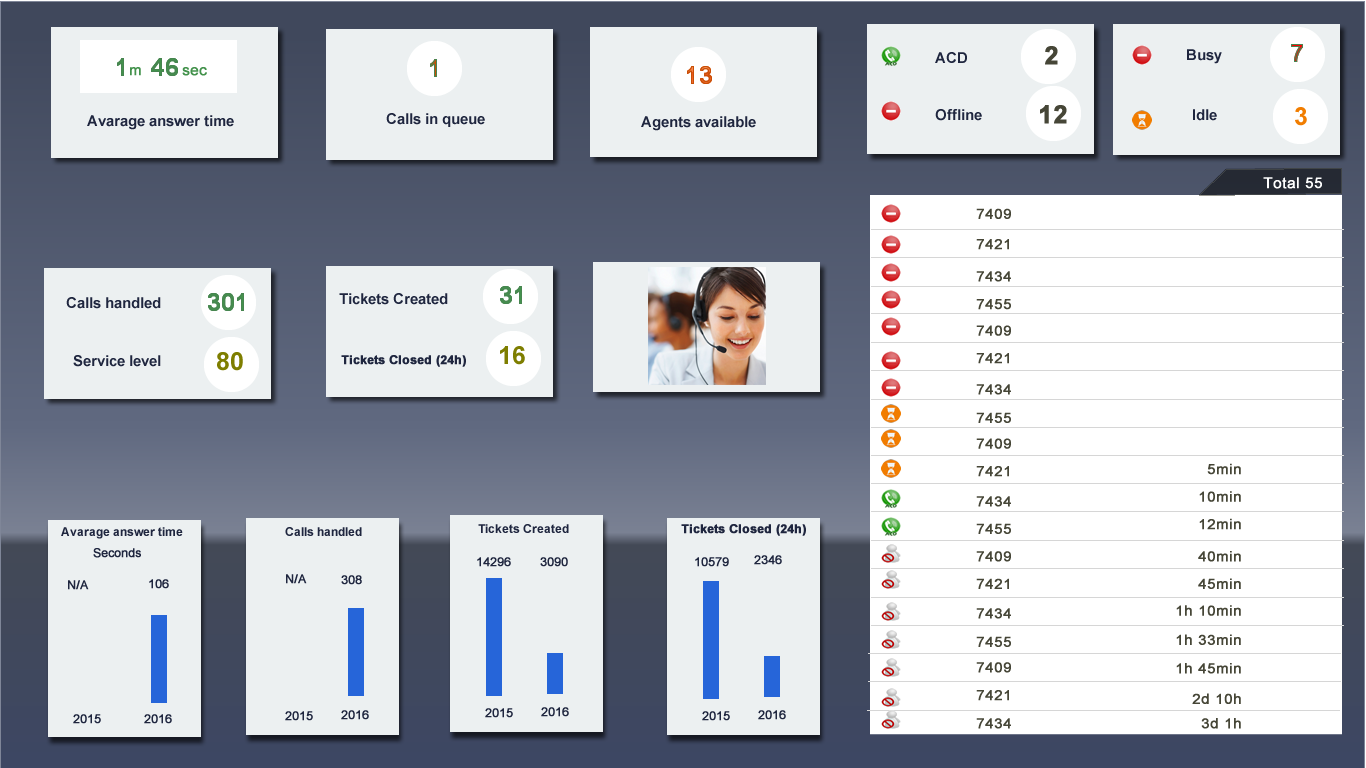 1m 46 sec
Avarage answer time
1
Calls in queue
13
Agents available
ACD 2
Offline 12
Busy 7
Idle 3
Total 55
Calls handled 301
Service level 80
Tickets Created 31
Tickets Closed (24h) 16
7409
7421
7434
7455
7409
7421
7434
7455
7409
7421 5min
ACD 7434 10min
ACD 7455 12min
7409 40min
7421 45min
7434 1h 10min
7455 1h 33min
7409 1h 45min
7421 2d 10h
7434 3d 1h
Avarage answer time
Seconds
N/A 106
2015 2016
Calls handled
N/A 308
2015 2016
Tickets Created
14296 3090
2015 2016
Tickets Closed (24h)
10579 2346
2015 2016